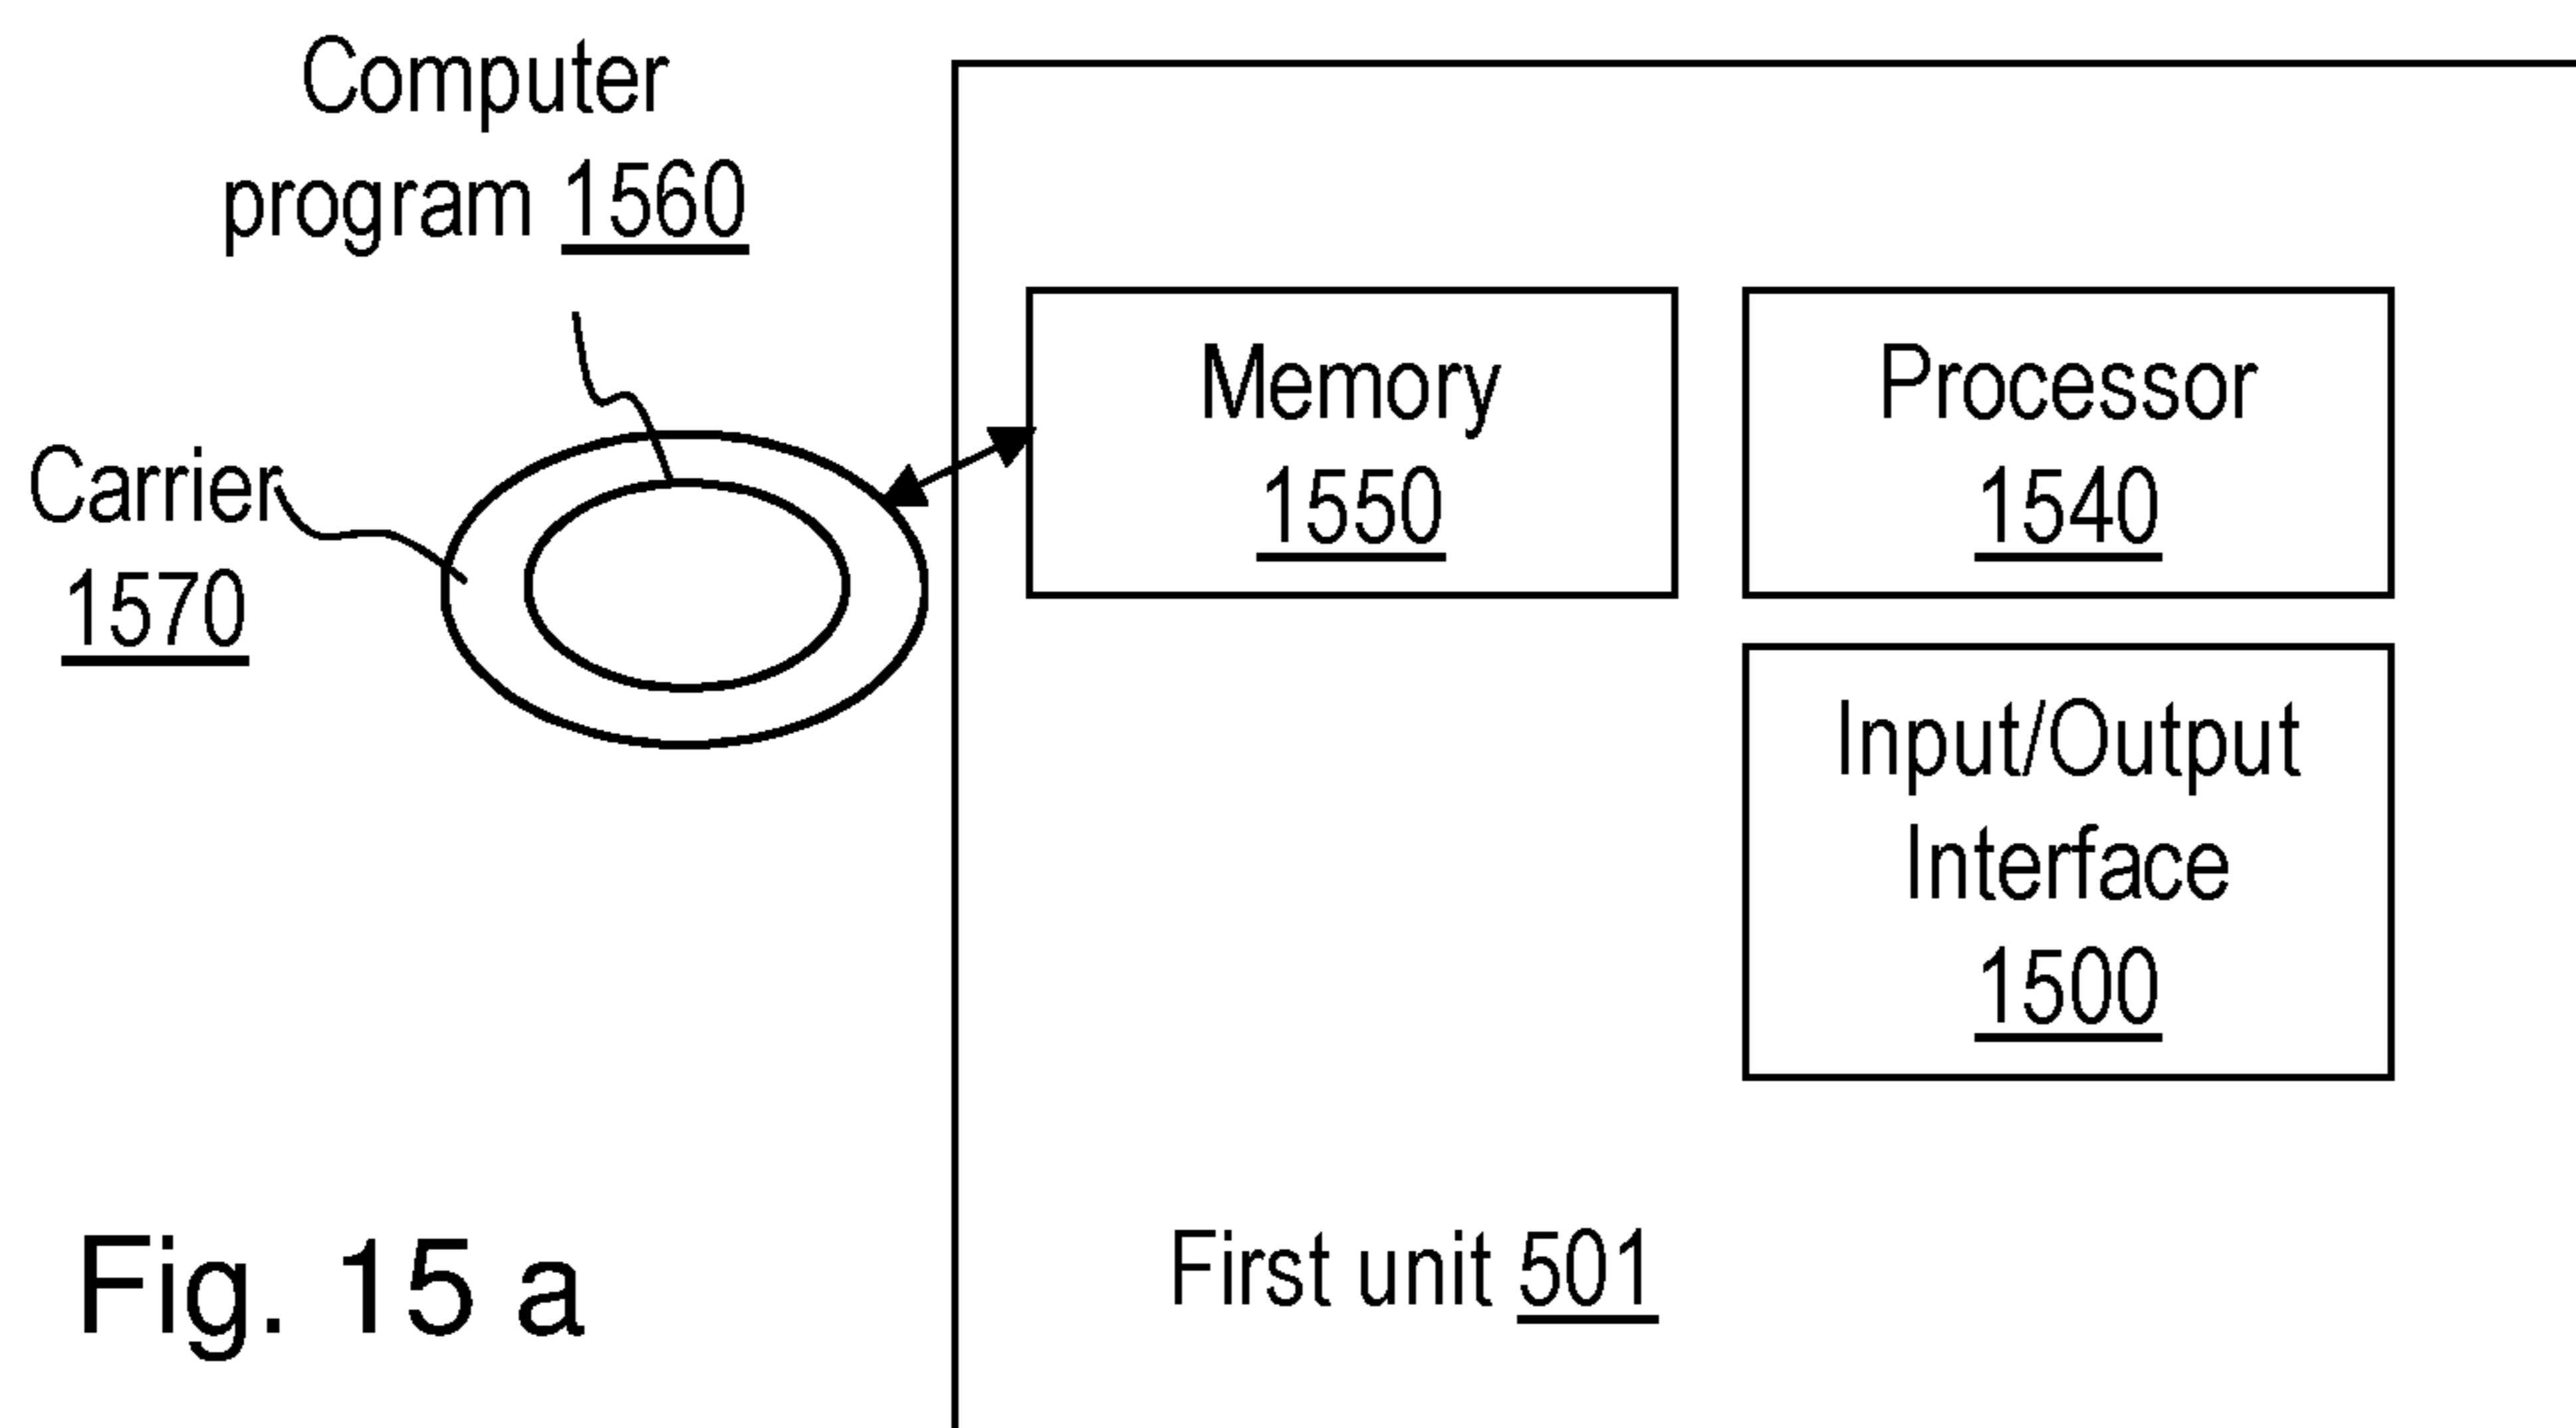 Computer
program 1560
Carrier
1570
Memory
1550
Processor
1540
Input/Output
Interface
1500
First unit 501
Fig. 15 a